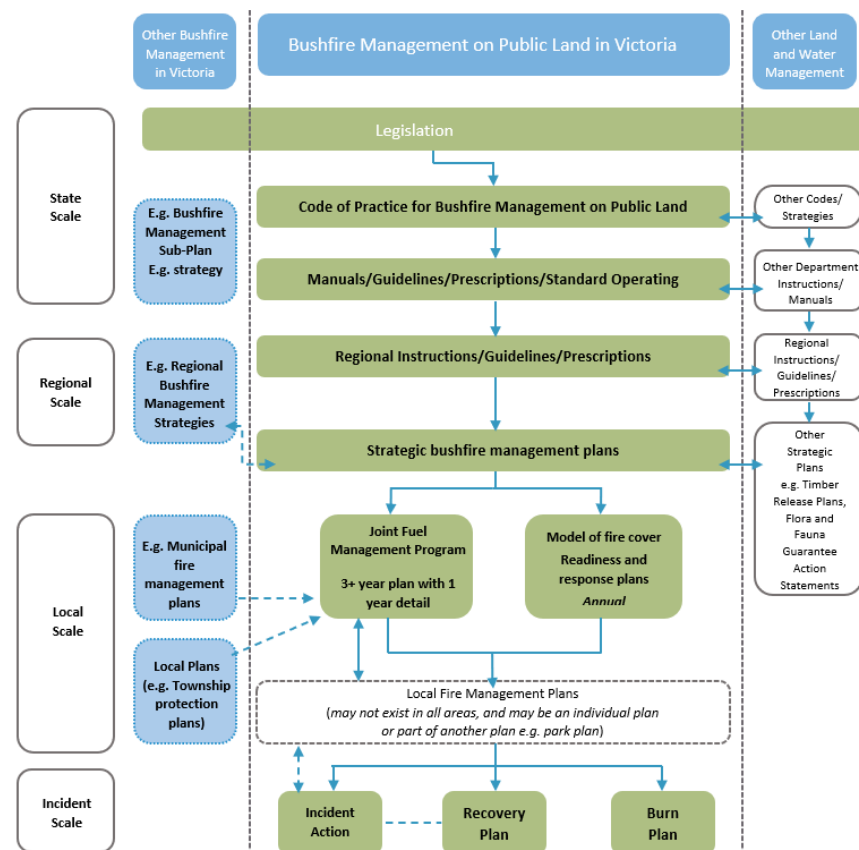 Other Bushfire
Management
in Victoria
Bushfire Management on Public Land in Victoria
Other Land
and Water
Management
Legislation
State
Scale
E.g. Bushfire
Management
Sub-Plan
E.g. strategy
Code of Practice for Bushfire Management on Public Land
Other Codes/
Strategies
Manuals/Guidelines/Prescriptions/Standard Operating
Other Department
Instructions/
Manuals
Regional
Scale
E.g. Regional
Bushfire
Management
Strategies
Regional Instructions/Guidelines/Prescriptions
Regional
Instructions/
Guidelines/
Prescriptions
Strategic bushfire management plans
Other
Strategic
Plans
e.g. Timber
Release Plans,
Flora and
Fauna
Guarantee
Action
Statements
Local
Scale
E.g. Municipal
fire
management
plans
Joint Fuel
Management Program
3+ year plan with 1
year detail
Model of fire cover
Readiness and
response plans
Annual
Local Plans
(e.g. Township
protection
plans)
Local Fire Management Plans
(may not exist in all areas, and may be an individual plan
or part of another plan e.g. park plan)
Incident
Scale
Incident
Action
Recovery
Plan
Burn
Plan